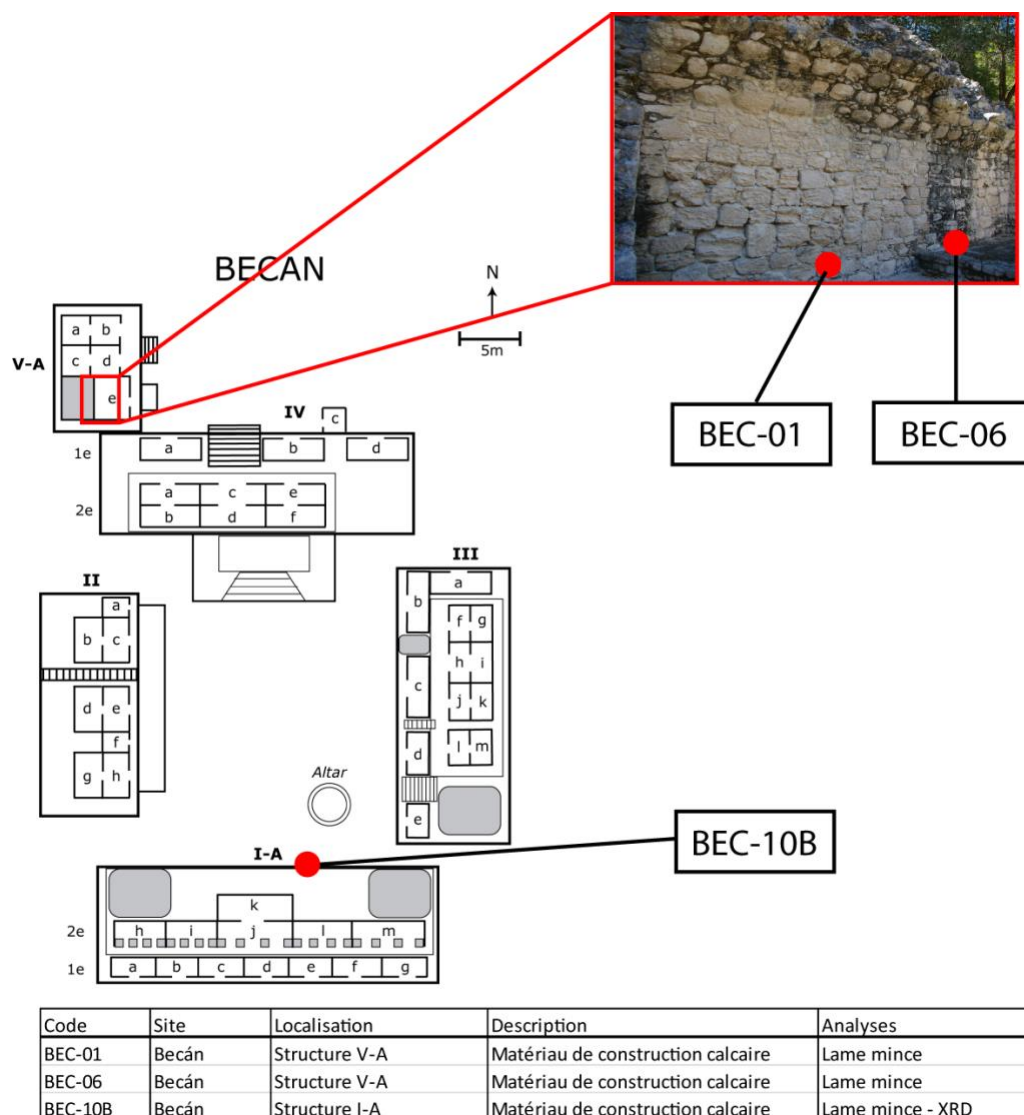 BECAN
N
5m
V-A
a b
c d
e
BEC-01
BEC-06
IV
c
1e
a b d
2e
a c e
b d f
II
a
b c
d e
f
g h
III
a
b
f g
h i
c
j k
d
l m
e
Altar
I-A
BEC-10B
k
2e
h i j l m
1e
a b c d e f g
Code Site Localisation Description Analyses
BEC-01 Becán Structure V-A Matériau de construction calcaire Lame mince
BEC-06 Becán Structure V-A Matériau de construction calcaire Lame mince
BEC-10B Becán Structure I-A Matériau de construction calcaire Lame mince - XRD